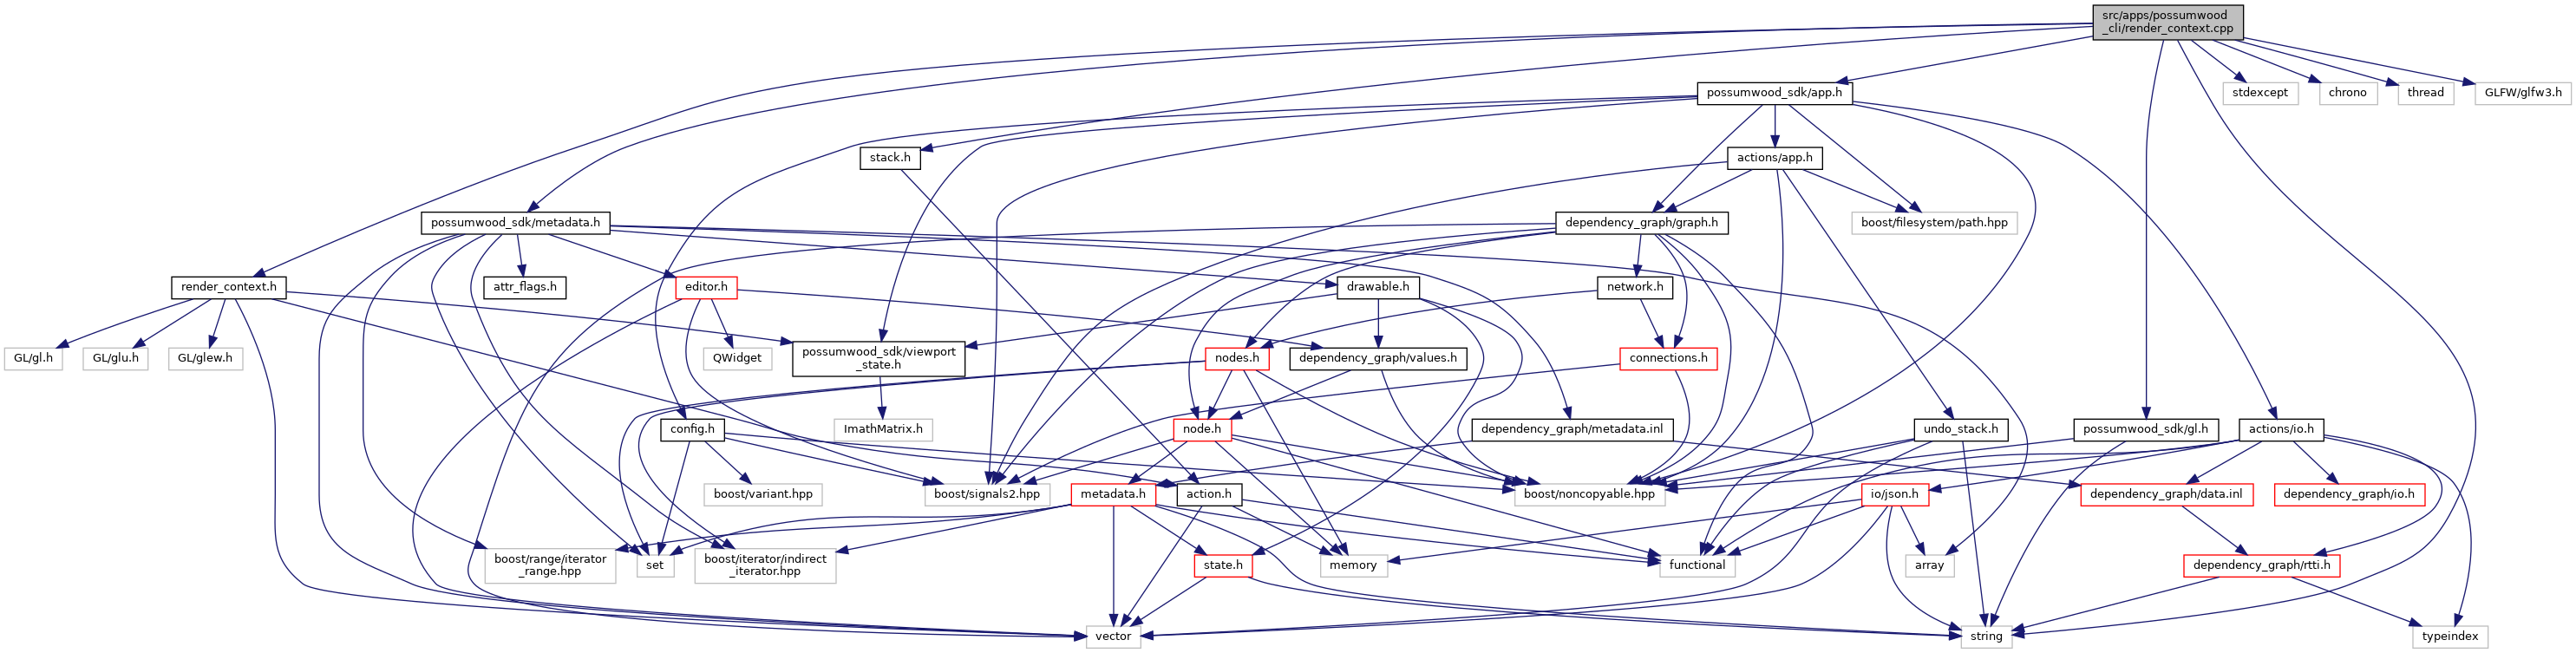 src/apps/possumwood
_cli/render_context.cpp
possumwood_sdk/app.h
stdexcept
chrono
thread
GLFW/glfw3.h
stack.h
actions/app.h
possumwood_sdk/metadata.h
dependency_graph/graph.h
boost/filesystem/path.hpp
render_context.h
attr_flags.h
editor.h
drawable.h
network.h
GL/gl.h
GL/glu.h
GL/glew.h
QWidget
possumwood_sdk/viewport
_state.h
nodes.h
dependency_graph/values.h
connections.h
config.h
ImathMatrix.h
node.h
dependency_graph/metadata.inl
undo_stack.h
possumwood_sdk/gl.h
actions/io.h
boost/variant.hpp
boost/signals2.hpp
metadata.h
action.h
boost/noncopyable.hpp
io/json.h
dependency_graph/data.inl
dependency_graph/io.h
boost/range/iterator
_range.hpp
set
boost/iterator/indirect
_iterator.hpp
state.h
memory
functional
array
dependency_graph/rtti.h
vector
string
typeindex